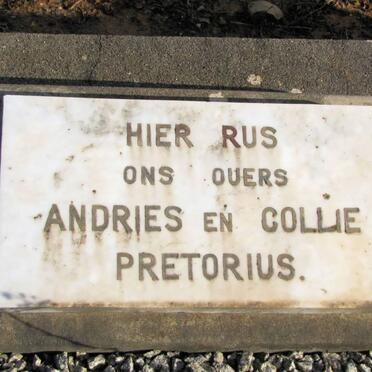 HIER RUS
ONS OUERS
ANDRIES EN COLLIE
PRETORIUS.